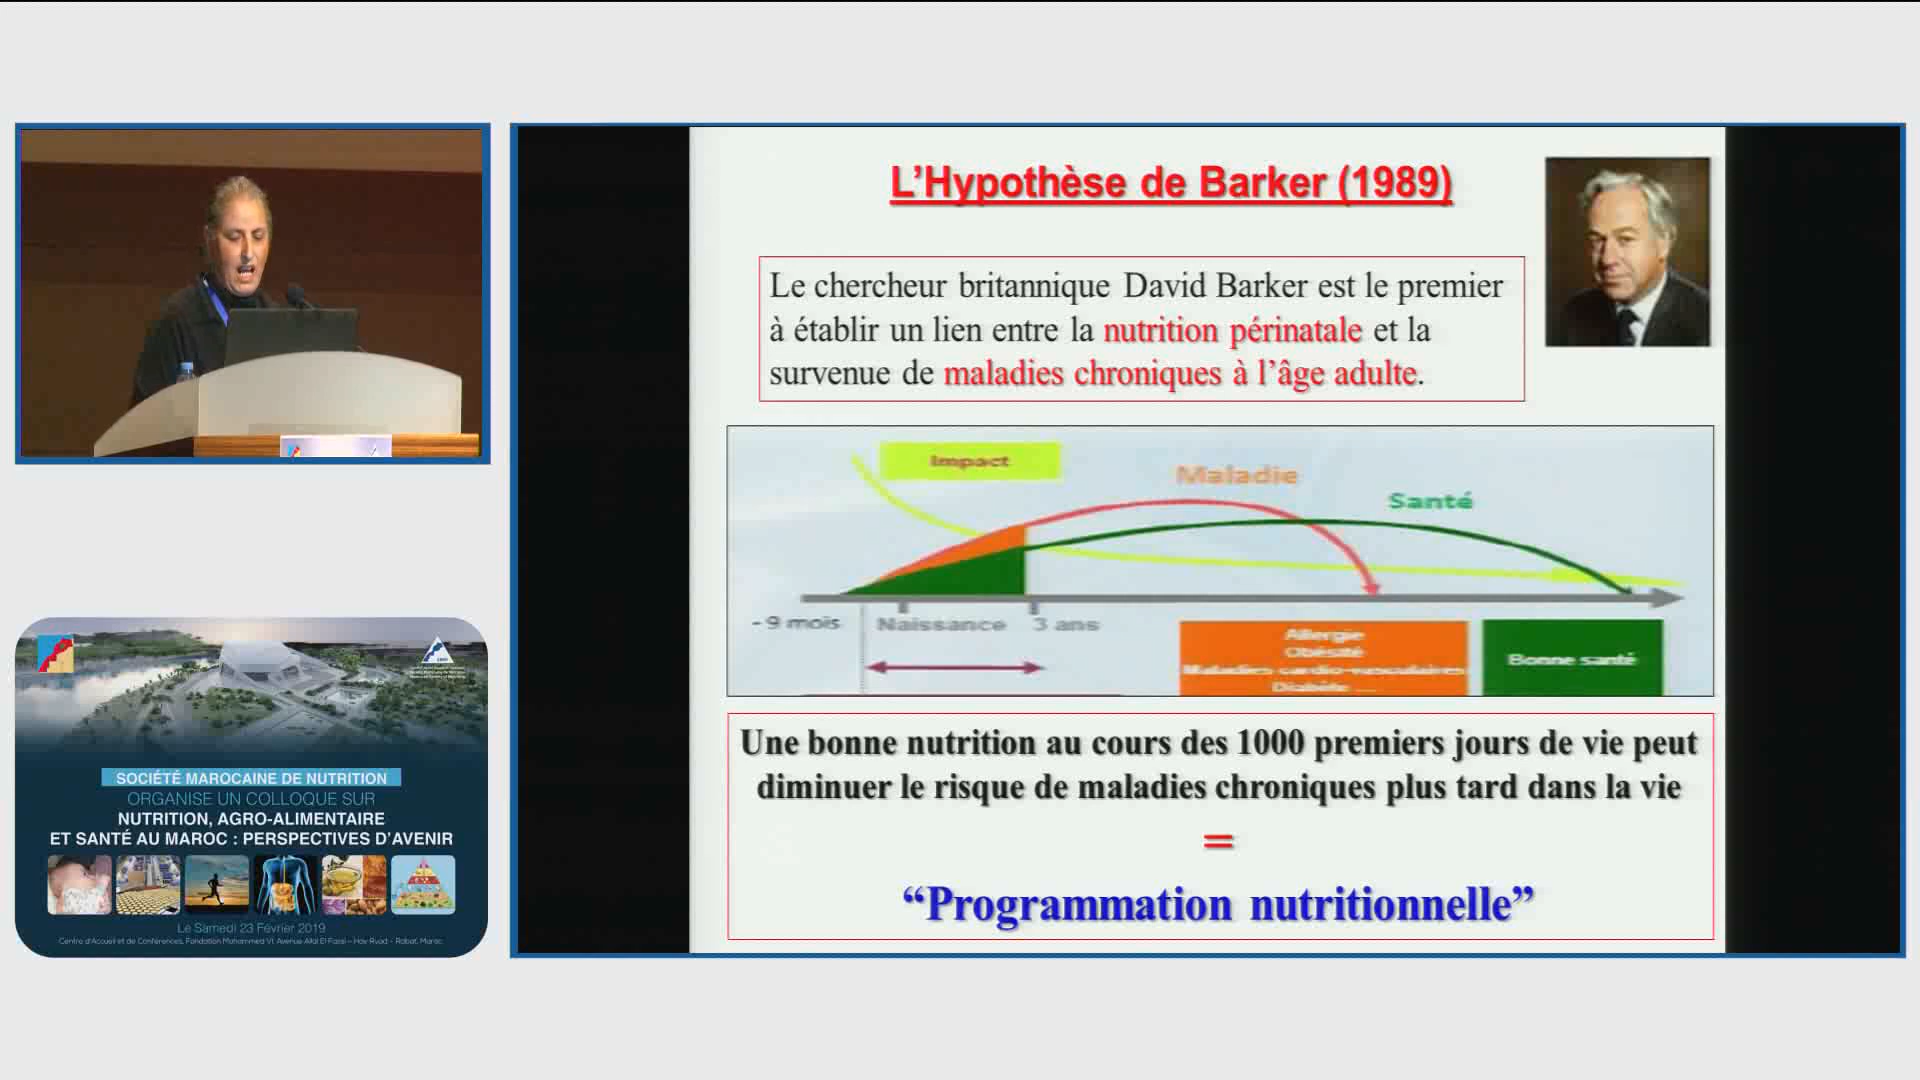 L'Hypothèse de Barker (1989)
Le chercheur britannique David Barker est le premier
à établir un lien entre la nutrition périnatale et la
survenue de maladies chroniques à l'âge adulte.
Impact
Maladie
Santé
- 9 mois
Naissance
3 ans
Allergie
Obésité
Maladies cardio-vasculaires
Diabète ....
Bonne santé
Une bonne nutrition au cours des 1000 premiers jours de vie peut
diminuer le risque de maladies chroniques plus tard dans la vie
=
“Programmation nutritionnelle”
SOCIÉTÉ MAROCAINE DE NUTRITION
ORGANISE UN COLLOQUE SUR
NUTRITION, AGRO-ALIMENTAIRE
ET SANTÉ AU MAROC : PERSPECTIVES D'AVENIR
Le Samedi 23 Février 2019
Centre d'Accueil et de Conférences, Fondation Mohammed VI, Avenue Allal El Fassi – Hay Ryad - Rabat, Maroc